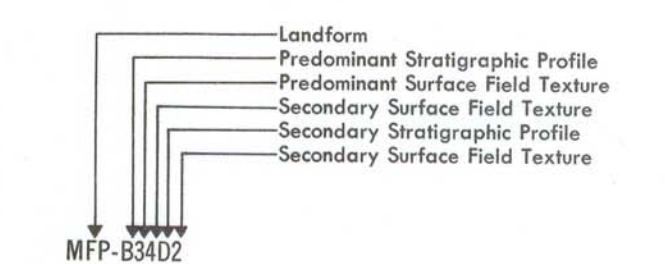 Landform
Predominant Stratigraphic Profile
Predominant Surface Field Texture
Secondary Surface Field Texture
Secondary Stratigraphic Profile
Secondary Surface Field Texture
MFP-B34D2